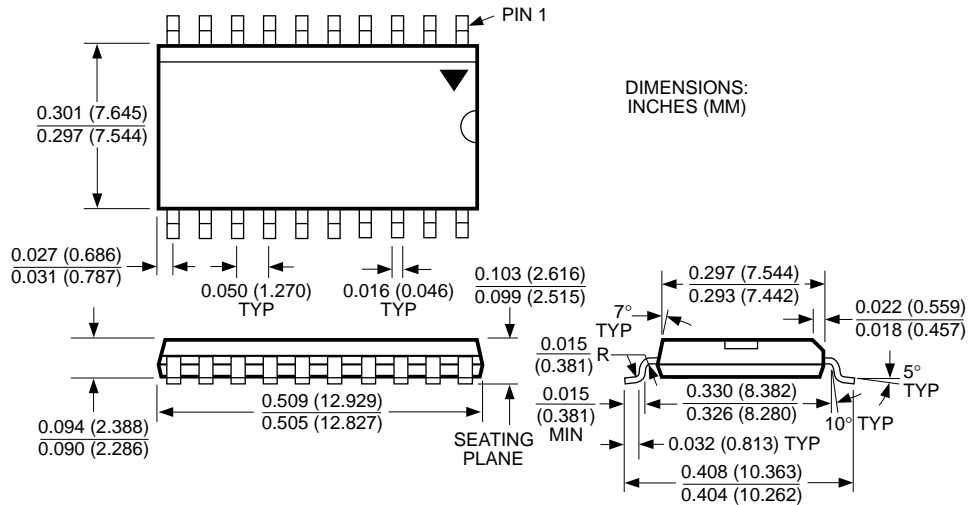 PIN 1
DIMENSIONS:
INCHES (MM)
0.301 (7.645)
0.297 (7.544)
0.027 (0.686)
0.031 (0.787)
0.050 (1.270)
TYP
0.016 (0.046)
TYP
0.103 (2.616)
0.099 (2.515)
0.297 (7.544)
0.293 (7.442)
0.022 (0.559)
0.018 (0.457)
7°
TYP
0.015
(0.381)
R
5°
TYP
0.094 (2.388)
0.090 (2.286)
0.509 (12.929)
0.505 (12.827)
SEATING
PLANE
0.015
(0.381)
MIN
0.330 (8.382)
0.326 (8.280)
10° TYP
0.032 (0.813) TYP
0.408 (10.363)
0.404 (10.262)